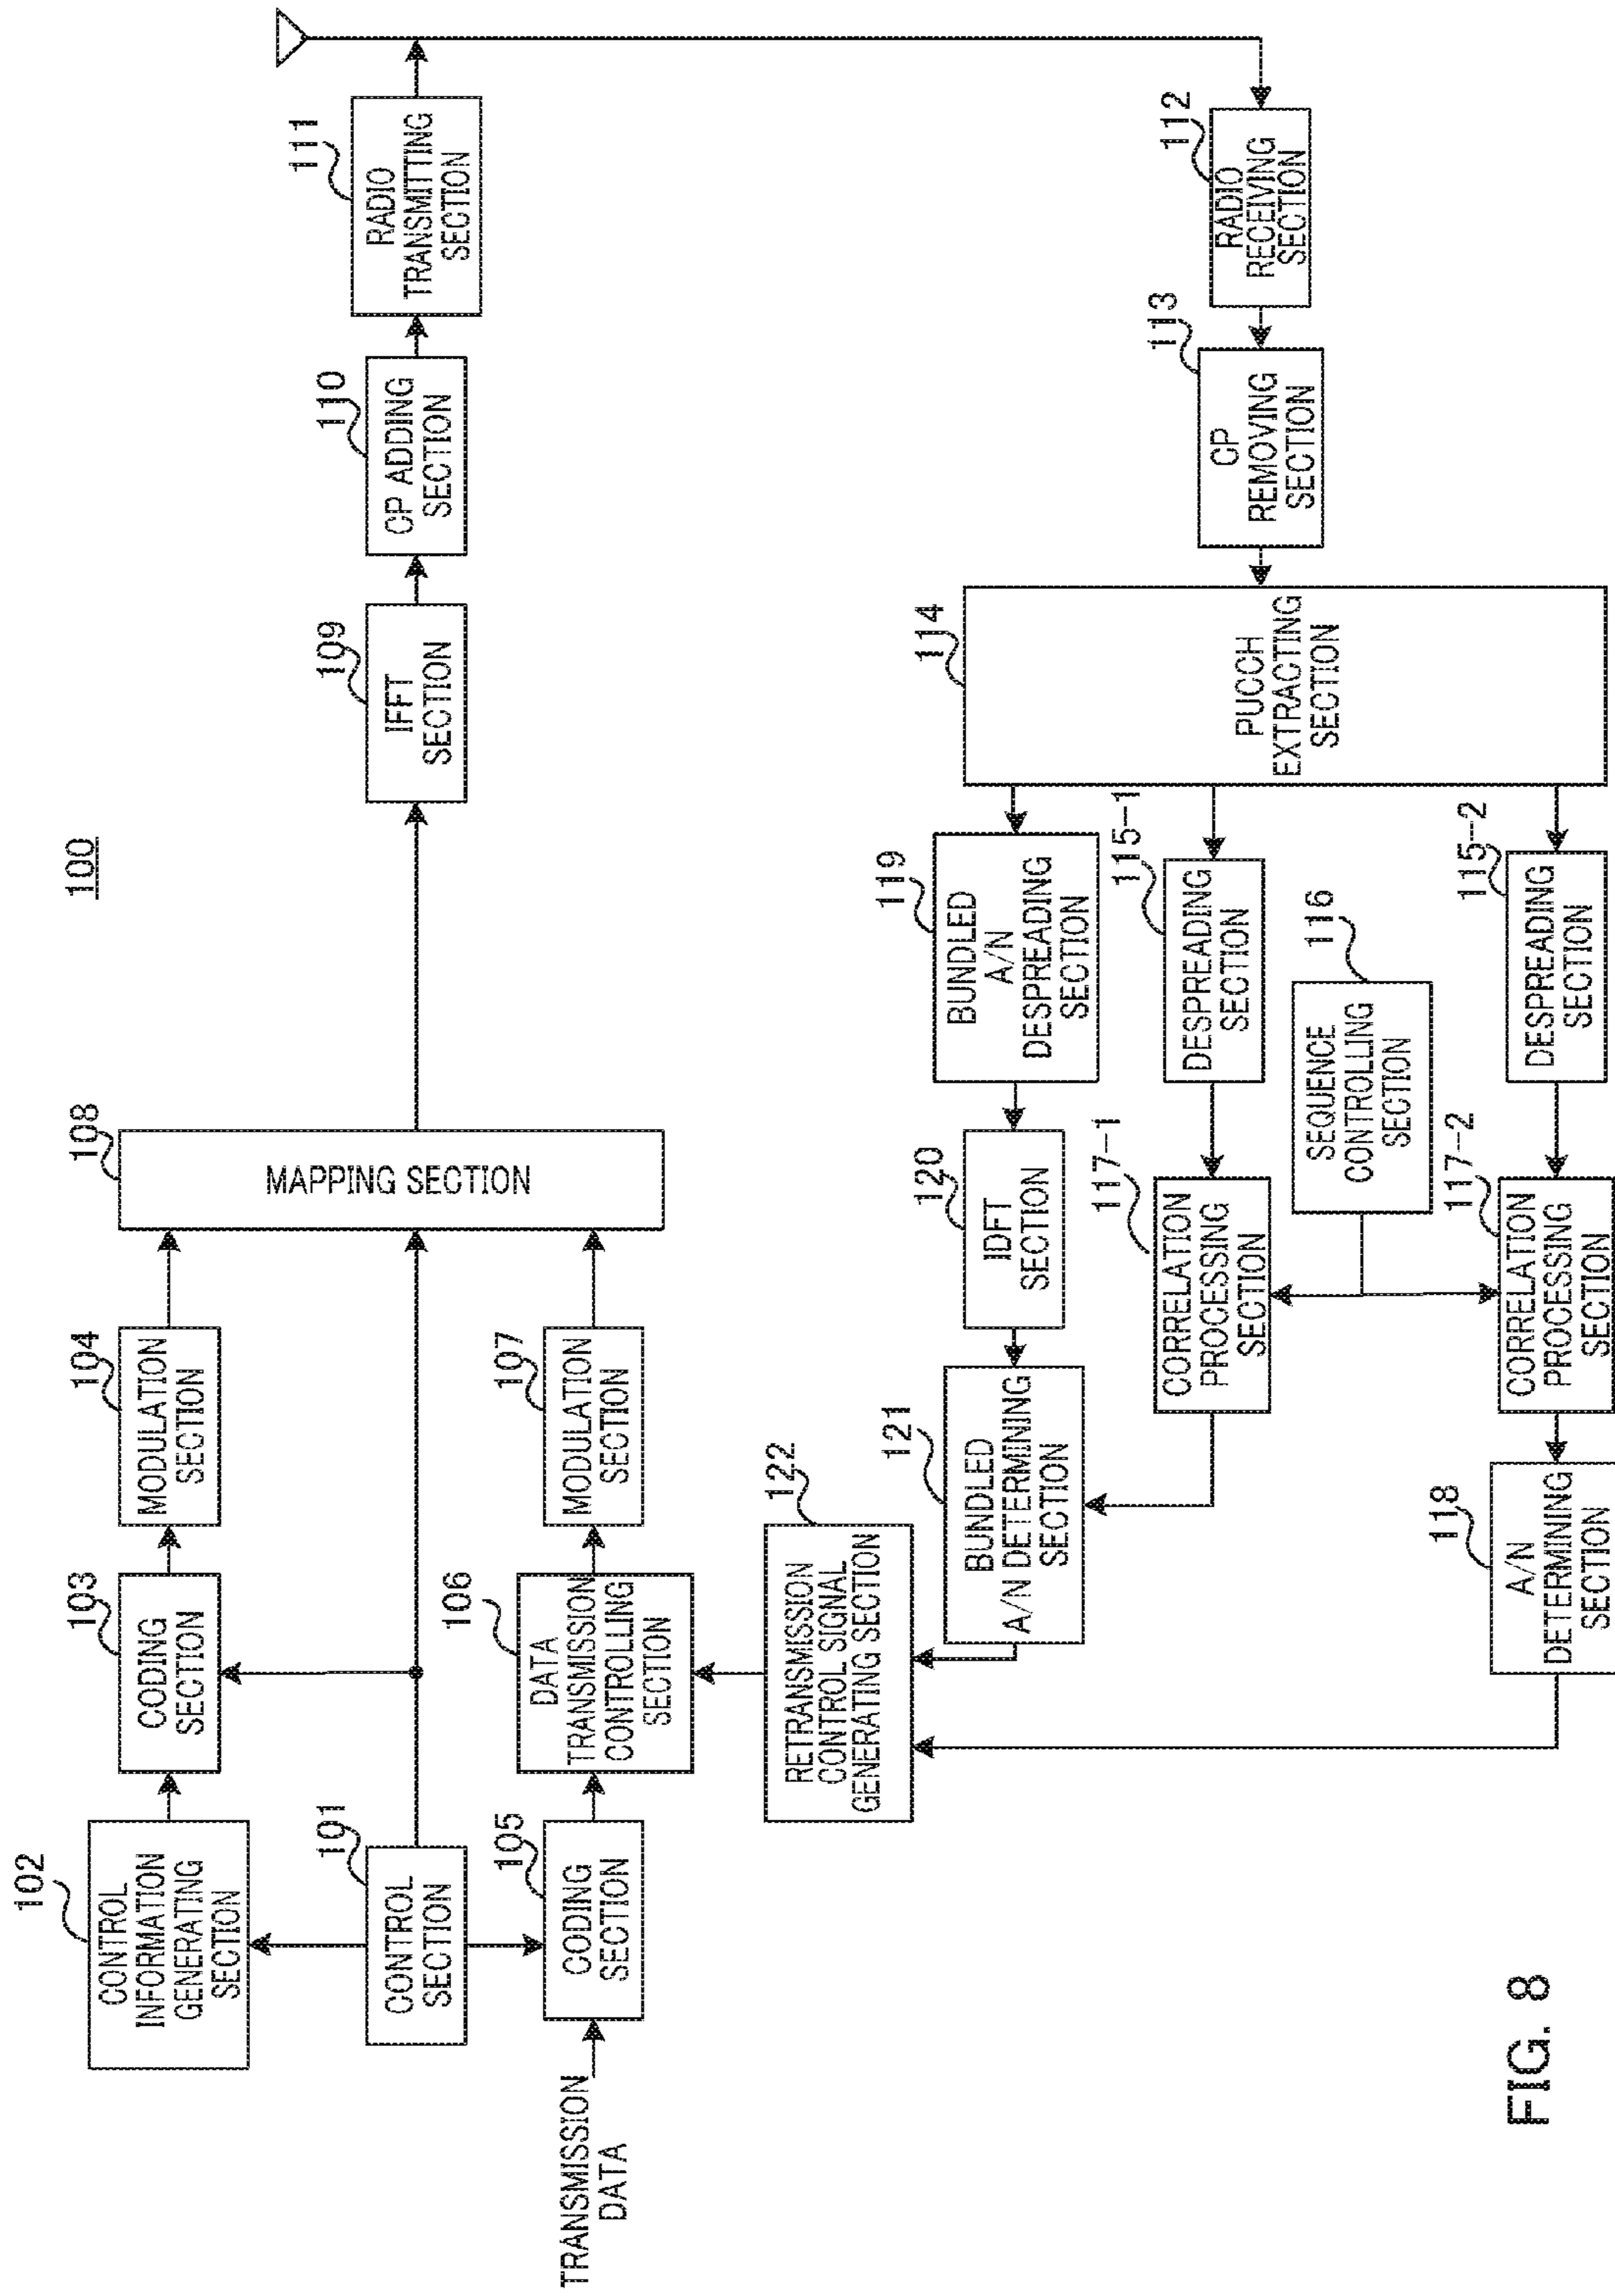 100
102
CONTROL
INFORMATION
GENERATING
SECTION
103
CODING
SECTION
104
MODULATION
SECTION
108
MAPPING SECTION
109
IFFT
SECTION
110
CP ADDING
SECTION
111
RADIO
TRANSMITTING
SECTION
101
CONTROL
SECTION
TRANSMISSION
DATA
105
CODING
SECTION
106
DATA
TRANSMISSION
CONTROLLING
SECTION
107
MODULATION
SECTION
122
RETRANSMISSION
CONTROL SIGNAL
GENERATING SECTION
121
BUNDLED
A/N DETERMINING
SECTION
120
IDFT
SECTION
119
BUNDLED
A/N
DESPREADING
SECTION
114
PUCCH
EXTRACTING
SECTION
113
CP
REMOVING
SECTION
112
RADIO
RECEIVING
SECTION
117-1
CORRELATION
PROCESSING
SECTION
115-1
DESPREADING
SECTION
116
SEQUENCE
CONTROLLING
SECTION
118
A/N
DETERMINING
SECTION
117-2
CORRELATION
PROCESSING
SECTION
115-2
DESPREADING
SECTION
FIG. 8